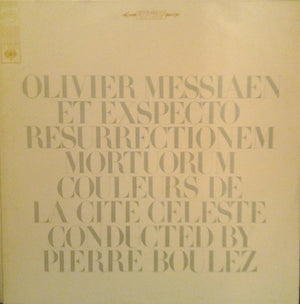 OLIVIER MESSIAEN
ET EXSPECTO
RESURRECTIONEM
MORTUORUM
COULEURS DE
LA CITE CELESTE
CONDUCTED BY
PIERRE BOULEZ